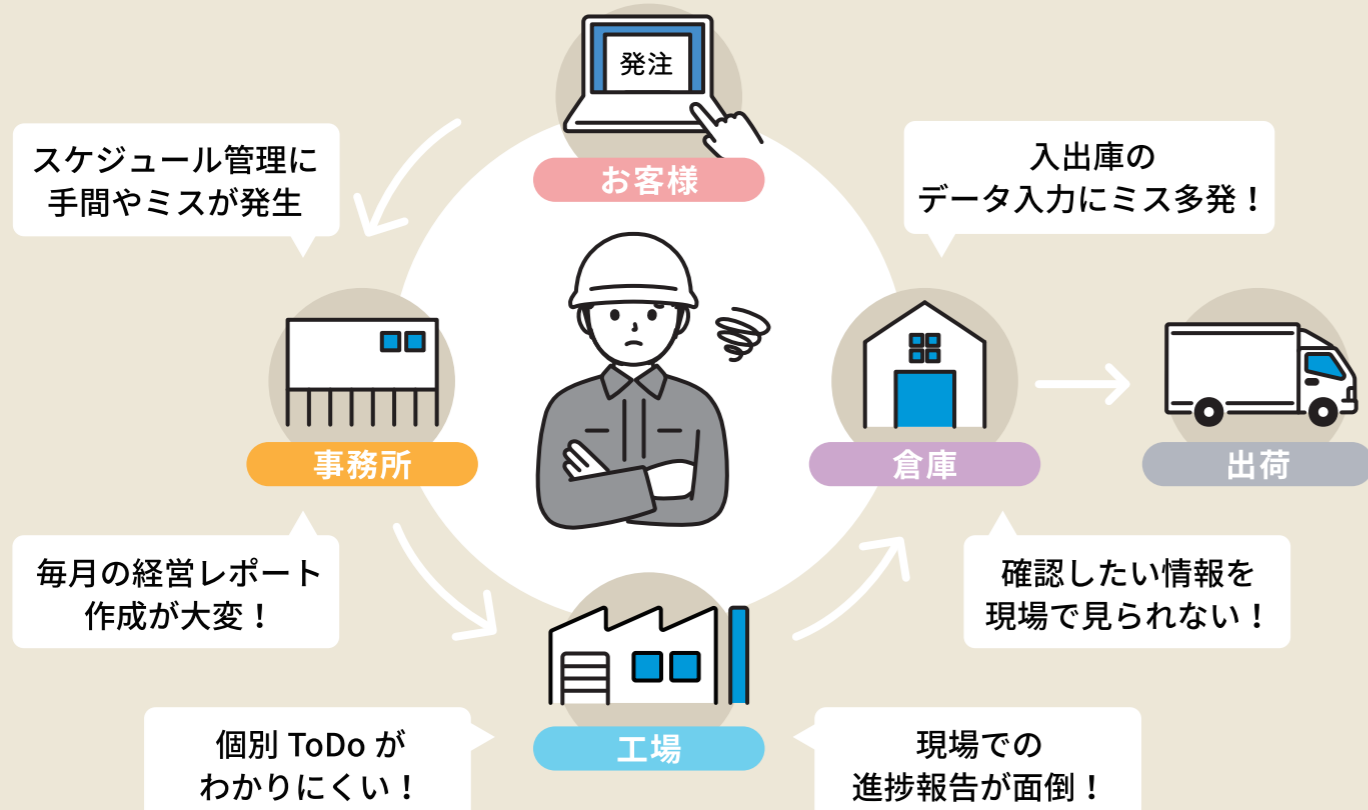 発注
お客様
スケジュール管理に
手間やミスが発生
入出庫の
データ入力にミス多発！
事務所
倉庫
出荷
毎月の経営レポート
作成が大変！
確認したい情報を
現場で見られない！
個別 ToDo が
わかりにくい！
工場
現場での
進捗報告が面倒！